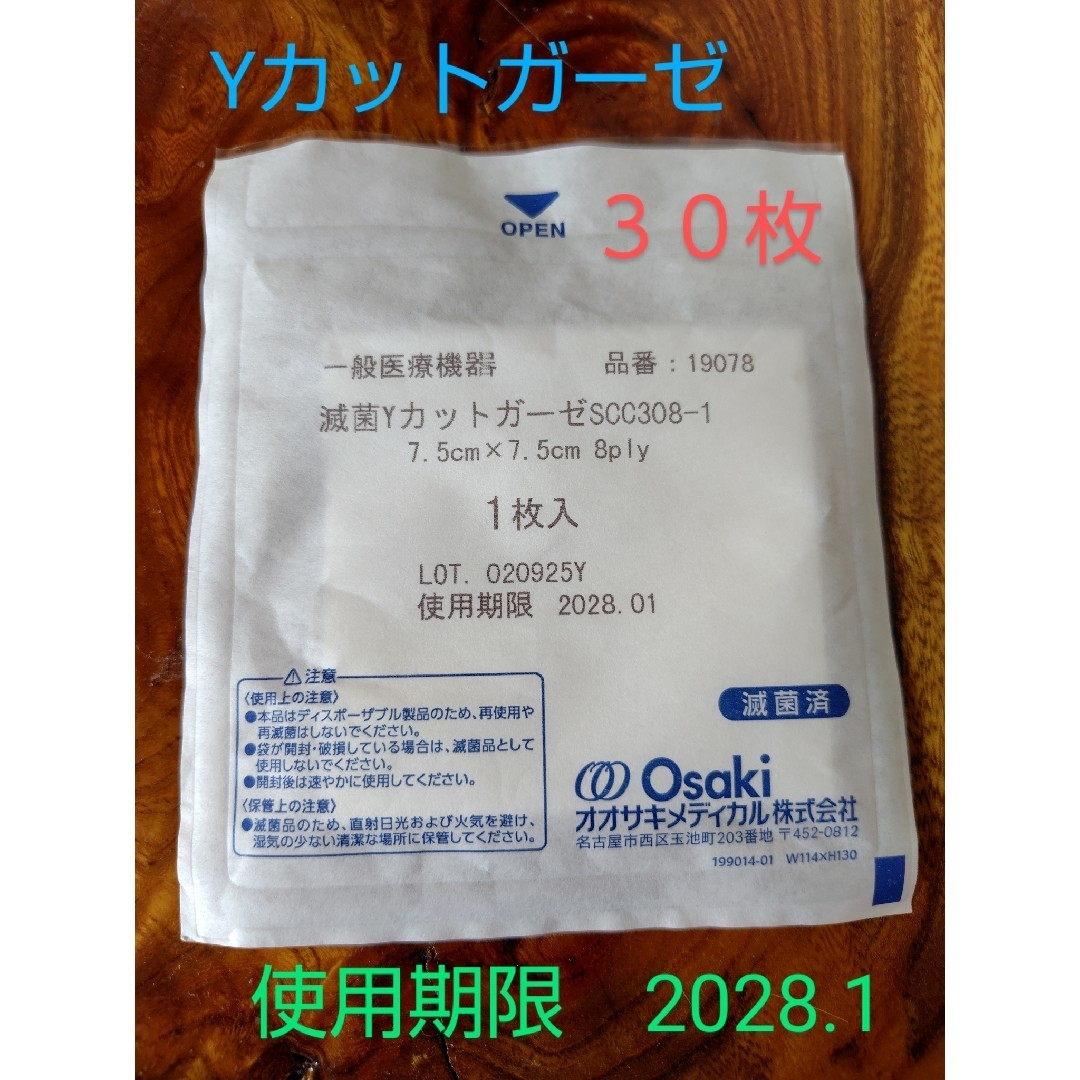 Yカットガーゼ
OPEN
３０枚
一般医療機器 品番：19078
滅菌YカットガーゼSCC308-1
7.5cm×7.5cm 8ply
1枚入
LOT. 020925Y
使用期限 2028.01
注意
〈使用上の注意〉
●本品はディスポーザブル製品のため、再使用や
再滅菌はしないでください。
●袋が開封・破損している場合は、滅菌品として
使用しないでください。
●開封後は速やかに使用してください。
〈保管上の注意〉
●滅菌品のため、直射日光および火気を避け、
湿気の少ない清潔な場所に保管してください。
滅菌済
Osaki
オオサキメディカル株式会社
名古屋市西区玉池町203番地 〒452-0812
199014-01 W114×H130
使用期限 2028.1